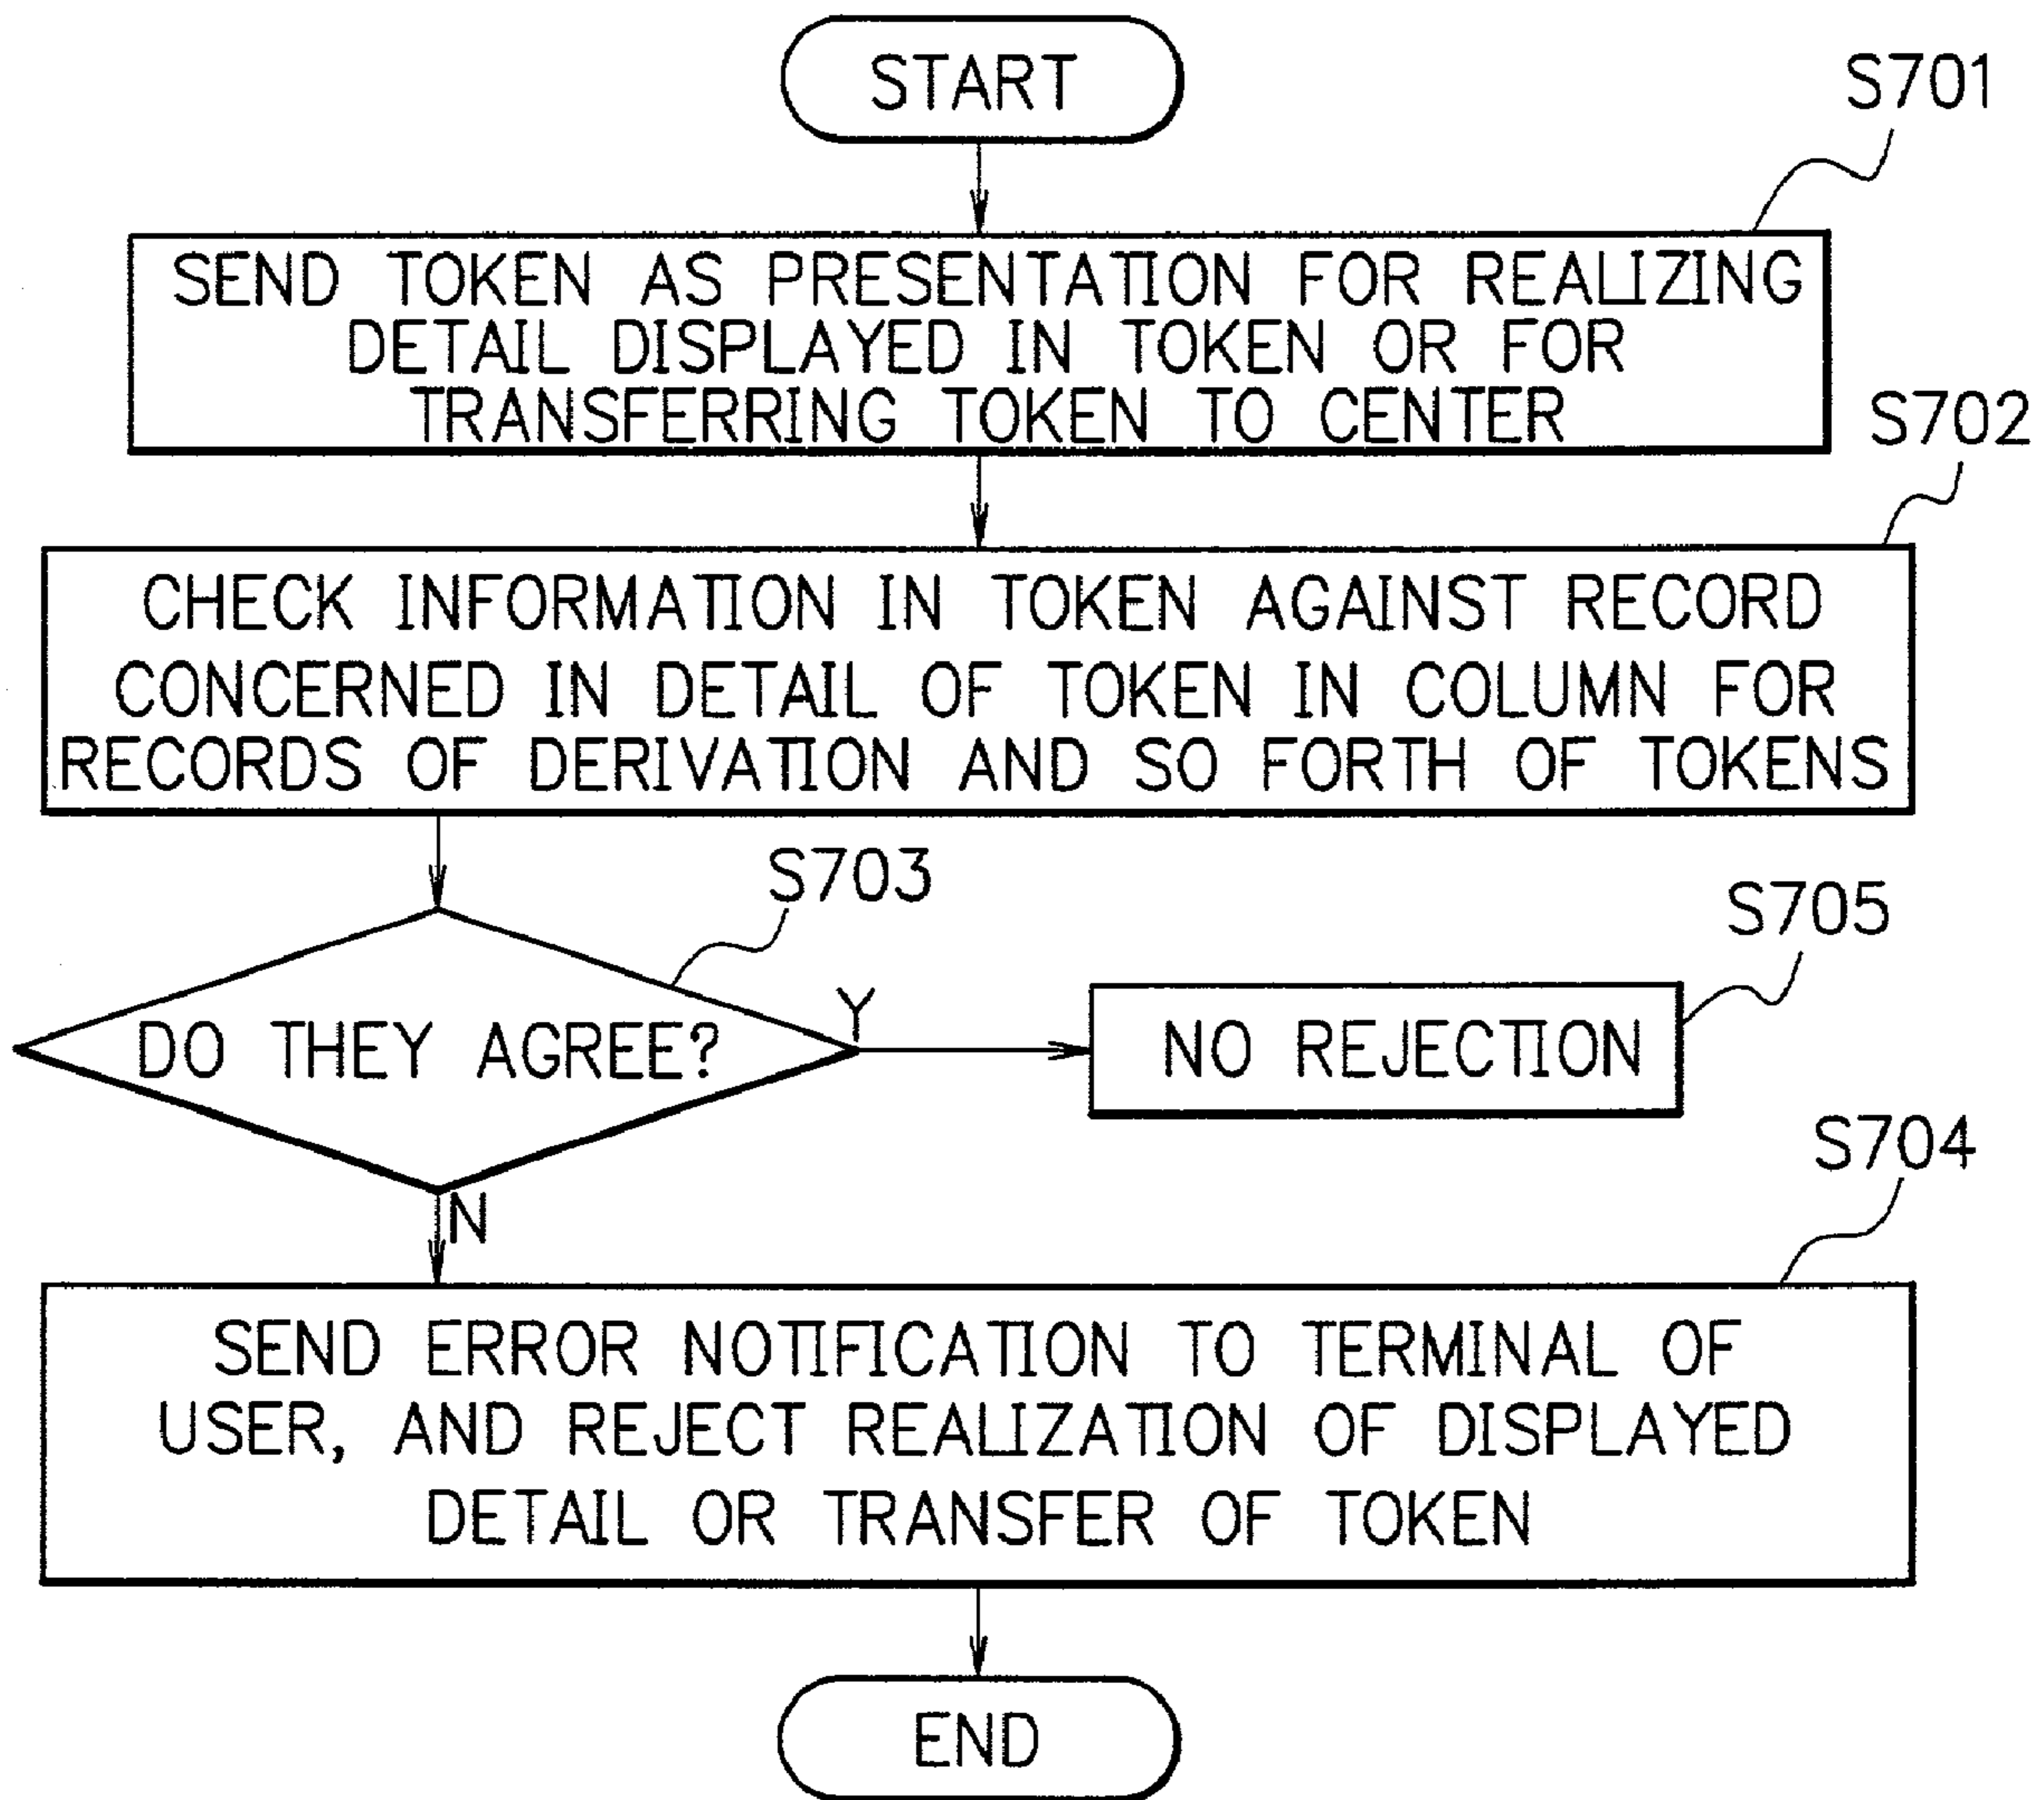 START
S701
SEND TOKEN AS PRESENTATION FOR REALIZING
DETAIL DISPLAYED IN TOKEN OR FOR
TRANSFERRING TOKEN TO CENTER
S702
CHECK INFORMATION IN TOKEN AGAINST RECORD
CONCERNED IN DETAIL OF TOKEN IN COLUMN FOR
RECORDS OF DERIVATION AND SO FORTH OF TOKENS
S703
DO THEY AGREE?
Y
S705
NO REJECTION
N
S704
SEND ERROR NOTIFICATION TO TERMINAL OF
USER, AND REJECT REALIZATION OF DISPLAYED
DETAIL OR TRANSFER OF TOKEN
END